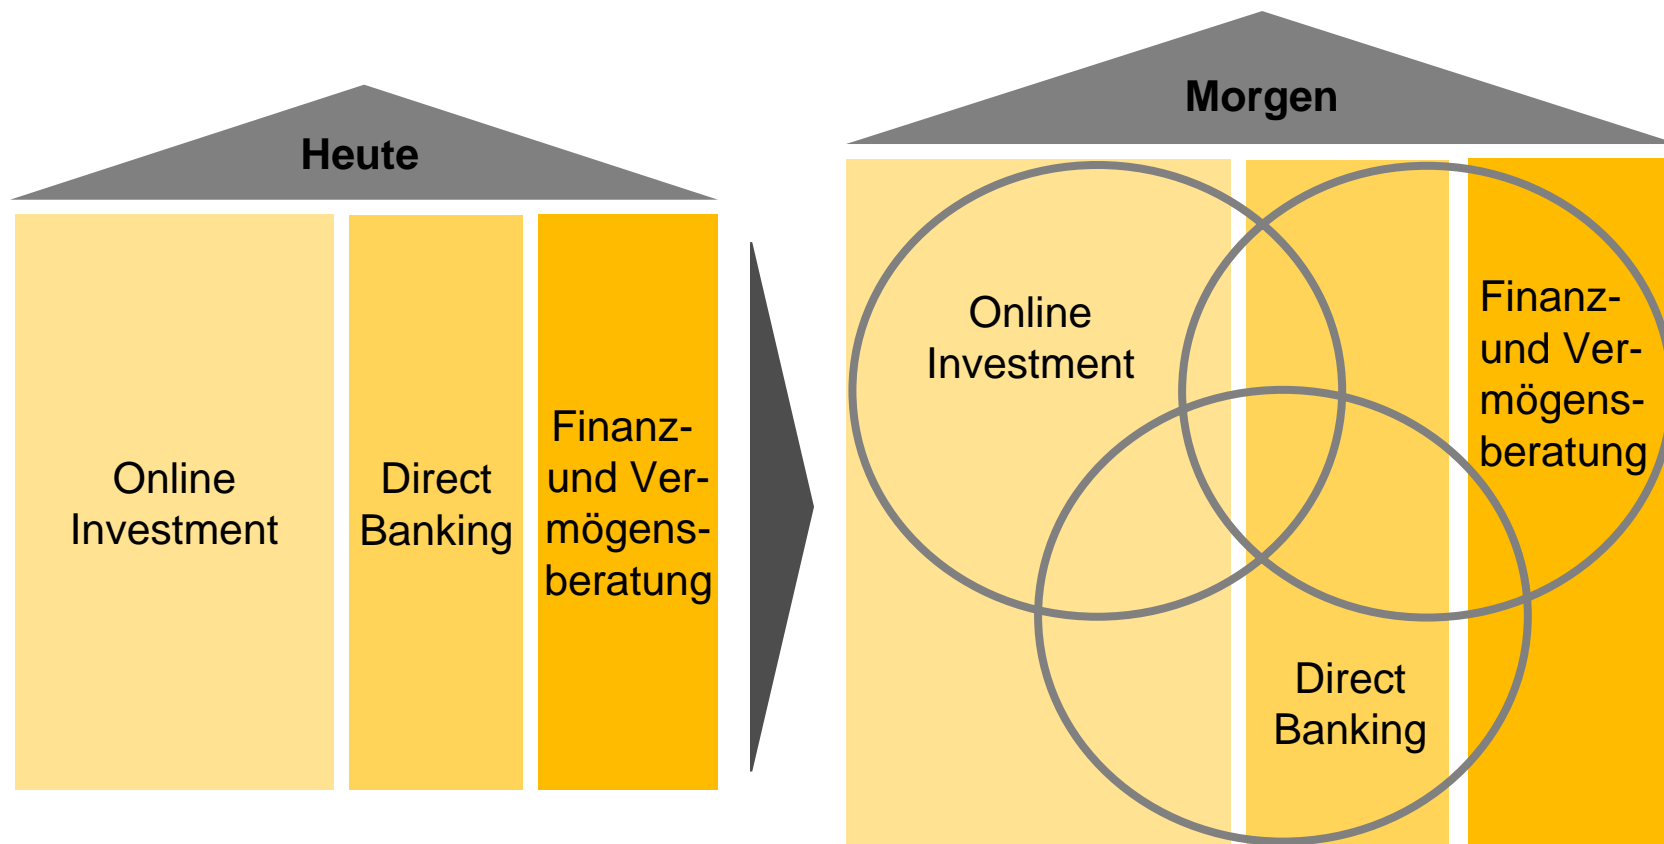 Heute
Online
Investment
Direct
Banking
Finanz-
und Ver-
mögens-
beratung
Morgen
Online
Investment
Finanz-
und Ver-
mögens-
beratung
Direct
Banking